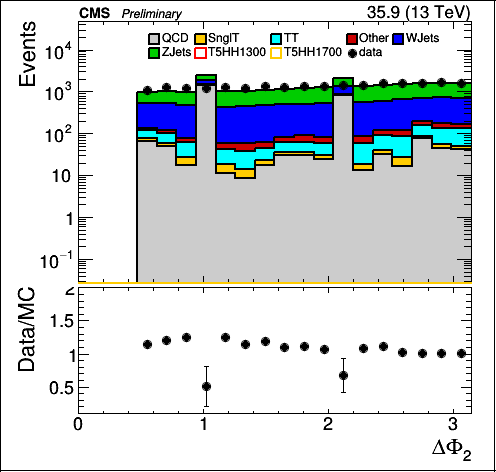 CMS Preliminary 35.9 (13 TeV)
QCD SnglT TT Other WJets
ZJets T5HH1300 T5HH1700 data
Events
10⁴
10³
10²
10
1
10⁻¹
Data/MC
2
1.5
1
0.5
0 1 2 3
ΔΦ₂